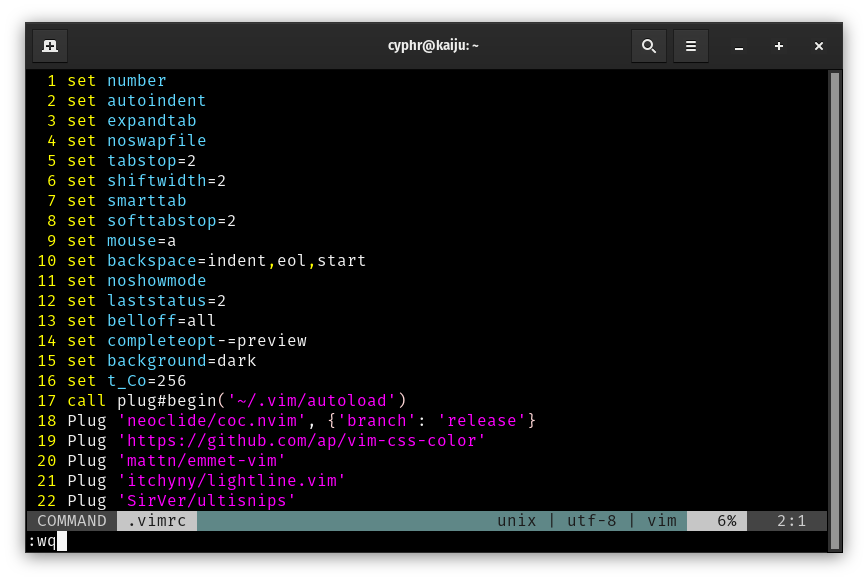 cyphr@kaiju: ~
1 set number
2 set autoindent
3 set expandtab
4 set noswapfile
5 set tabstop=2
6 set shiftwidth=2
7 set smarttab
8 set softtabstop=2
9 set mouse=a
10 set backspace=indent,eol,start
11 set noshowmode
12 set laststatus=2
13 set belloff=all
14 set completeopt-=preview
15 set background=dark
16 set t_Co=256
17 call plug#begin('~/.vim/autoload')
18 Plug 'neoclide/coc.nvim', {'branch': 'release'}
19 Plug 'https://github.com/ap/vim-css-color'
20 Plug 'mattn/emmet-vim'
21 Plug 'itchyny/lightline.vim'
22 Plug 'SirVer/ultisnips'
COMMAND .vimrc unix | utf-8 | vim 6% 2:1
:wq